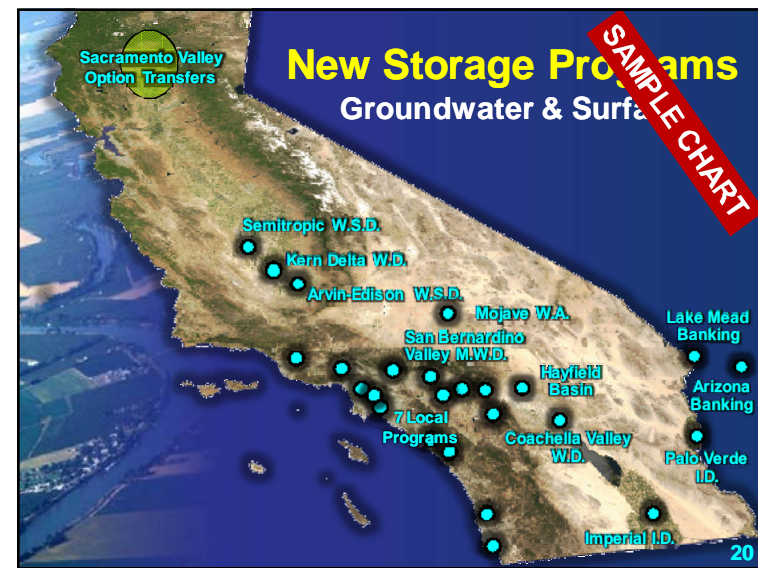 Sacramento Valley
Option Transfers
New Storage Programs
Groundwater & Surfa
SAMPLE CHART
Semitropic W.S.D.
Kern Delta W.D.
Arvin-Edison W.S.D.
Mojave W.A.
San Bernardino
Valley M.W.D.
Lake Mead
Banking
Hayfield
Basin
Arizona
Banking
7 Local
Programs
Coachella Valley
W.D.
Palo Verde
I.D.
Imperial I.D.
20